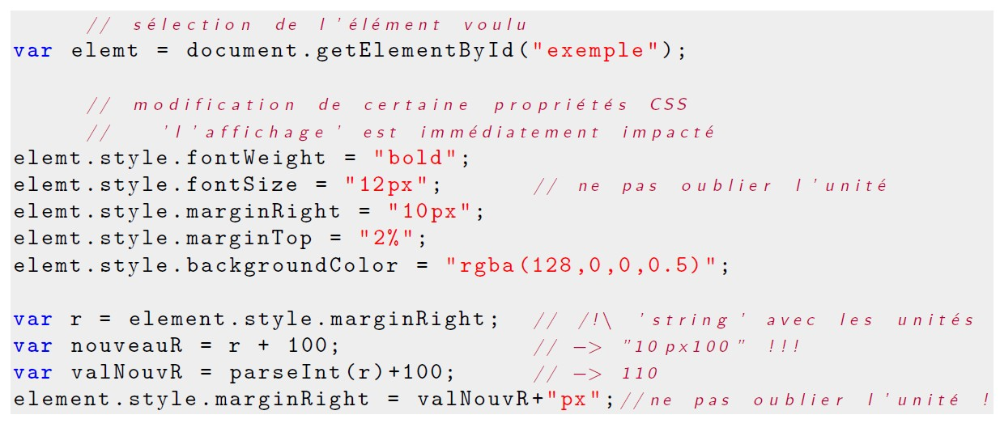 // sélection de l'élément voulu
var elemt = document.getElementById("exemple");
// modification de certaine propriétés CSS
// 'l'affichage' est immédiatement impacté
elemt.style.fontWeight = "bold";
elemt.style.fontSize = "12px"; // ne pas oublier l'unité
elemt.style.marginRight = "10px";
elemt.style.marginTop = "2%";
elemt.style.backgroundColor = "rgba(128,0,0,0.5)";
var r = element.style.marginRight; // /!\ 'string' avec les unités
var nouveauR = r + 100; // —> "10px100" !!!
var valNouvR = parseInt(r)+100; // —> 110
element.style.marginRight = valNouvR+"px"; //ne pas oublier l'unité !